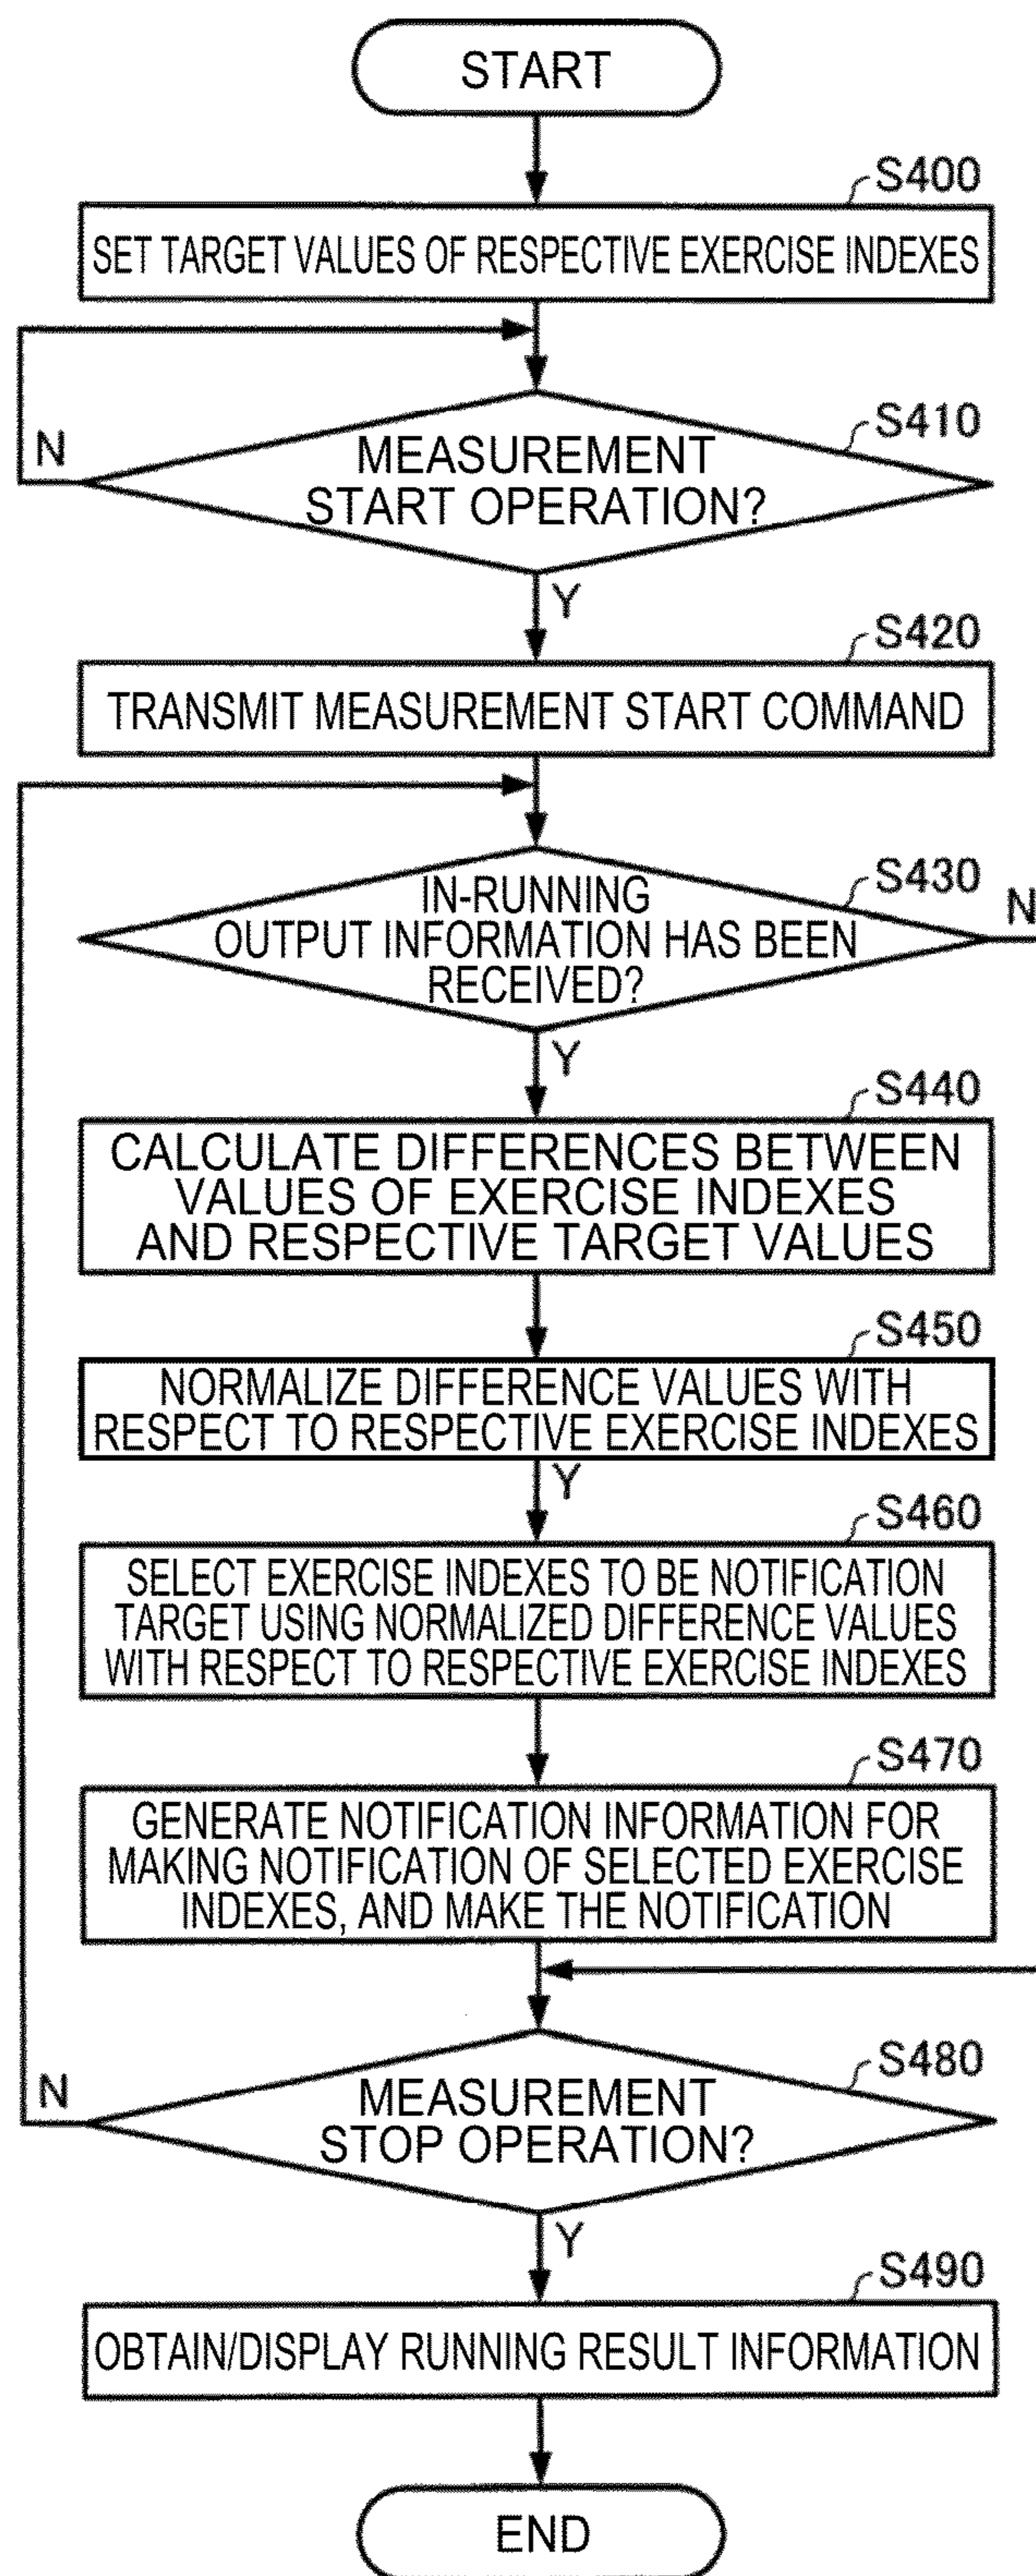 START
S400
SET TARGET VALUES OF RESPECTIVE EXERCISE INDEXES
S410
N
MEASUREMENT
START OPERATION?
Y
S420
TRANSMIT MEASUREMENT START COMMAND
S430
N
IN-RUNNING
OUTPUT INFORMATION HAS BEEN
RECEIVED?
Y
S440
CALCULATE DIFFERENCES BETWEEN
VALUES OF EXERCISE INDEXES
AND RESPECTIVE TARGET VALUES
S450
NORMALIZE DIFFERENCE VALUES WITH
RESPECT TO RESPECTIVE EXERCISE INDEXES
Y
S460
SELECT EXERCISE INDEXES TO BE NOTIFICATION
TARGET USING NORMALIZED DIFFERENCE VALUES
WITH RESPECT TO RESPECTIVE EXERCISE INDEXES
S470
GENERATE NOTIFICATION INFORMATION FOR
MAKING NOTIFICATION OF SELECTED EXERCISE
INDEXES, AND MAKE THE NOTIFICATION
S480
N
MEASUREMENT
STOP OPERATION?
Y
S490
OBTAIN/DISPLAY RUNNING RESULT INFORMATION
END